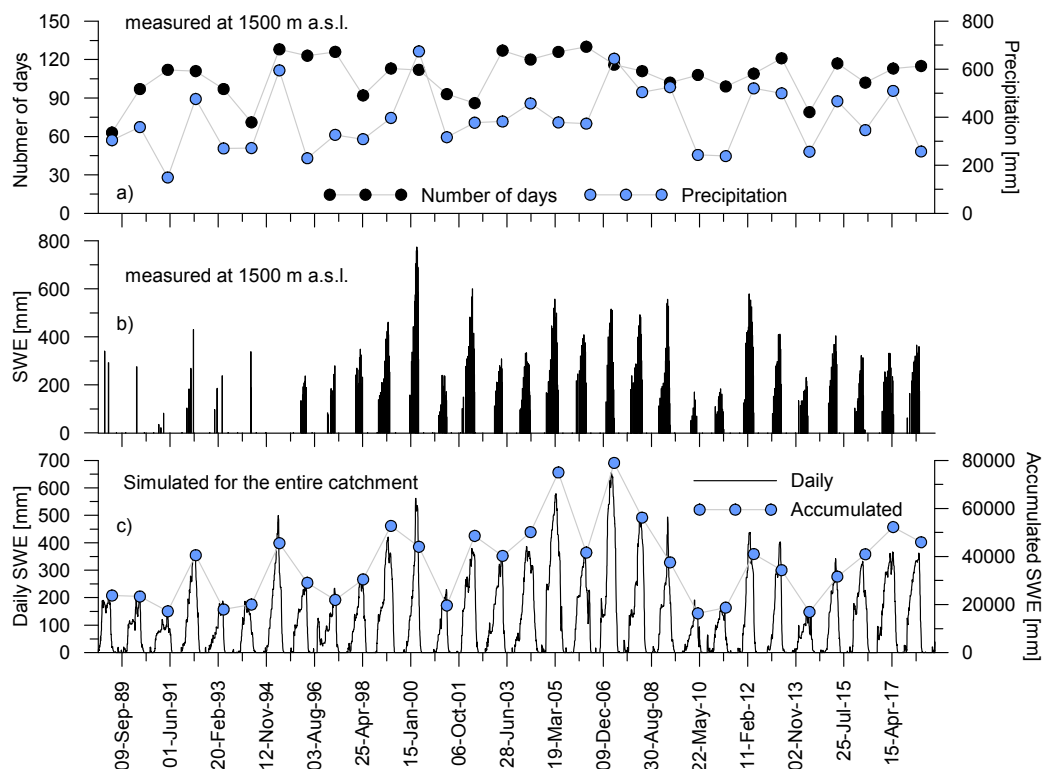 150
120
90
60
30
0
Nubmer of days
measured at 1500 m a.s.l.
a)
Number of days
Precipitation
800
600
400
200
0
Precipitation [mm]
800
600
400
200
0
SWE [mm]
measured at 1500 m a.s.l.
b)
700
600
500
400
300
200
100
0
Daily SWE [mm]
Simulated for the entire catchment
c)
Daily
Accumulated
80000
60000
40000
20000
0
Accumulated SWE [mm]
09-Sep-89
01-Jun-91
20-Feb-93
12-Nov-94
03-Aug-96
25-Apr-98
15-Jan-00
06-Oct-01
28-Jun-03
19-Mar-05
09-Dec-06
30-Aug-08
22-May-10
11-Feb-12
02-Nov-13
25-Jul-15
15-Apr-17